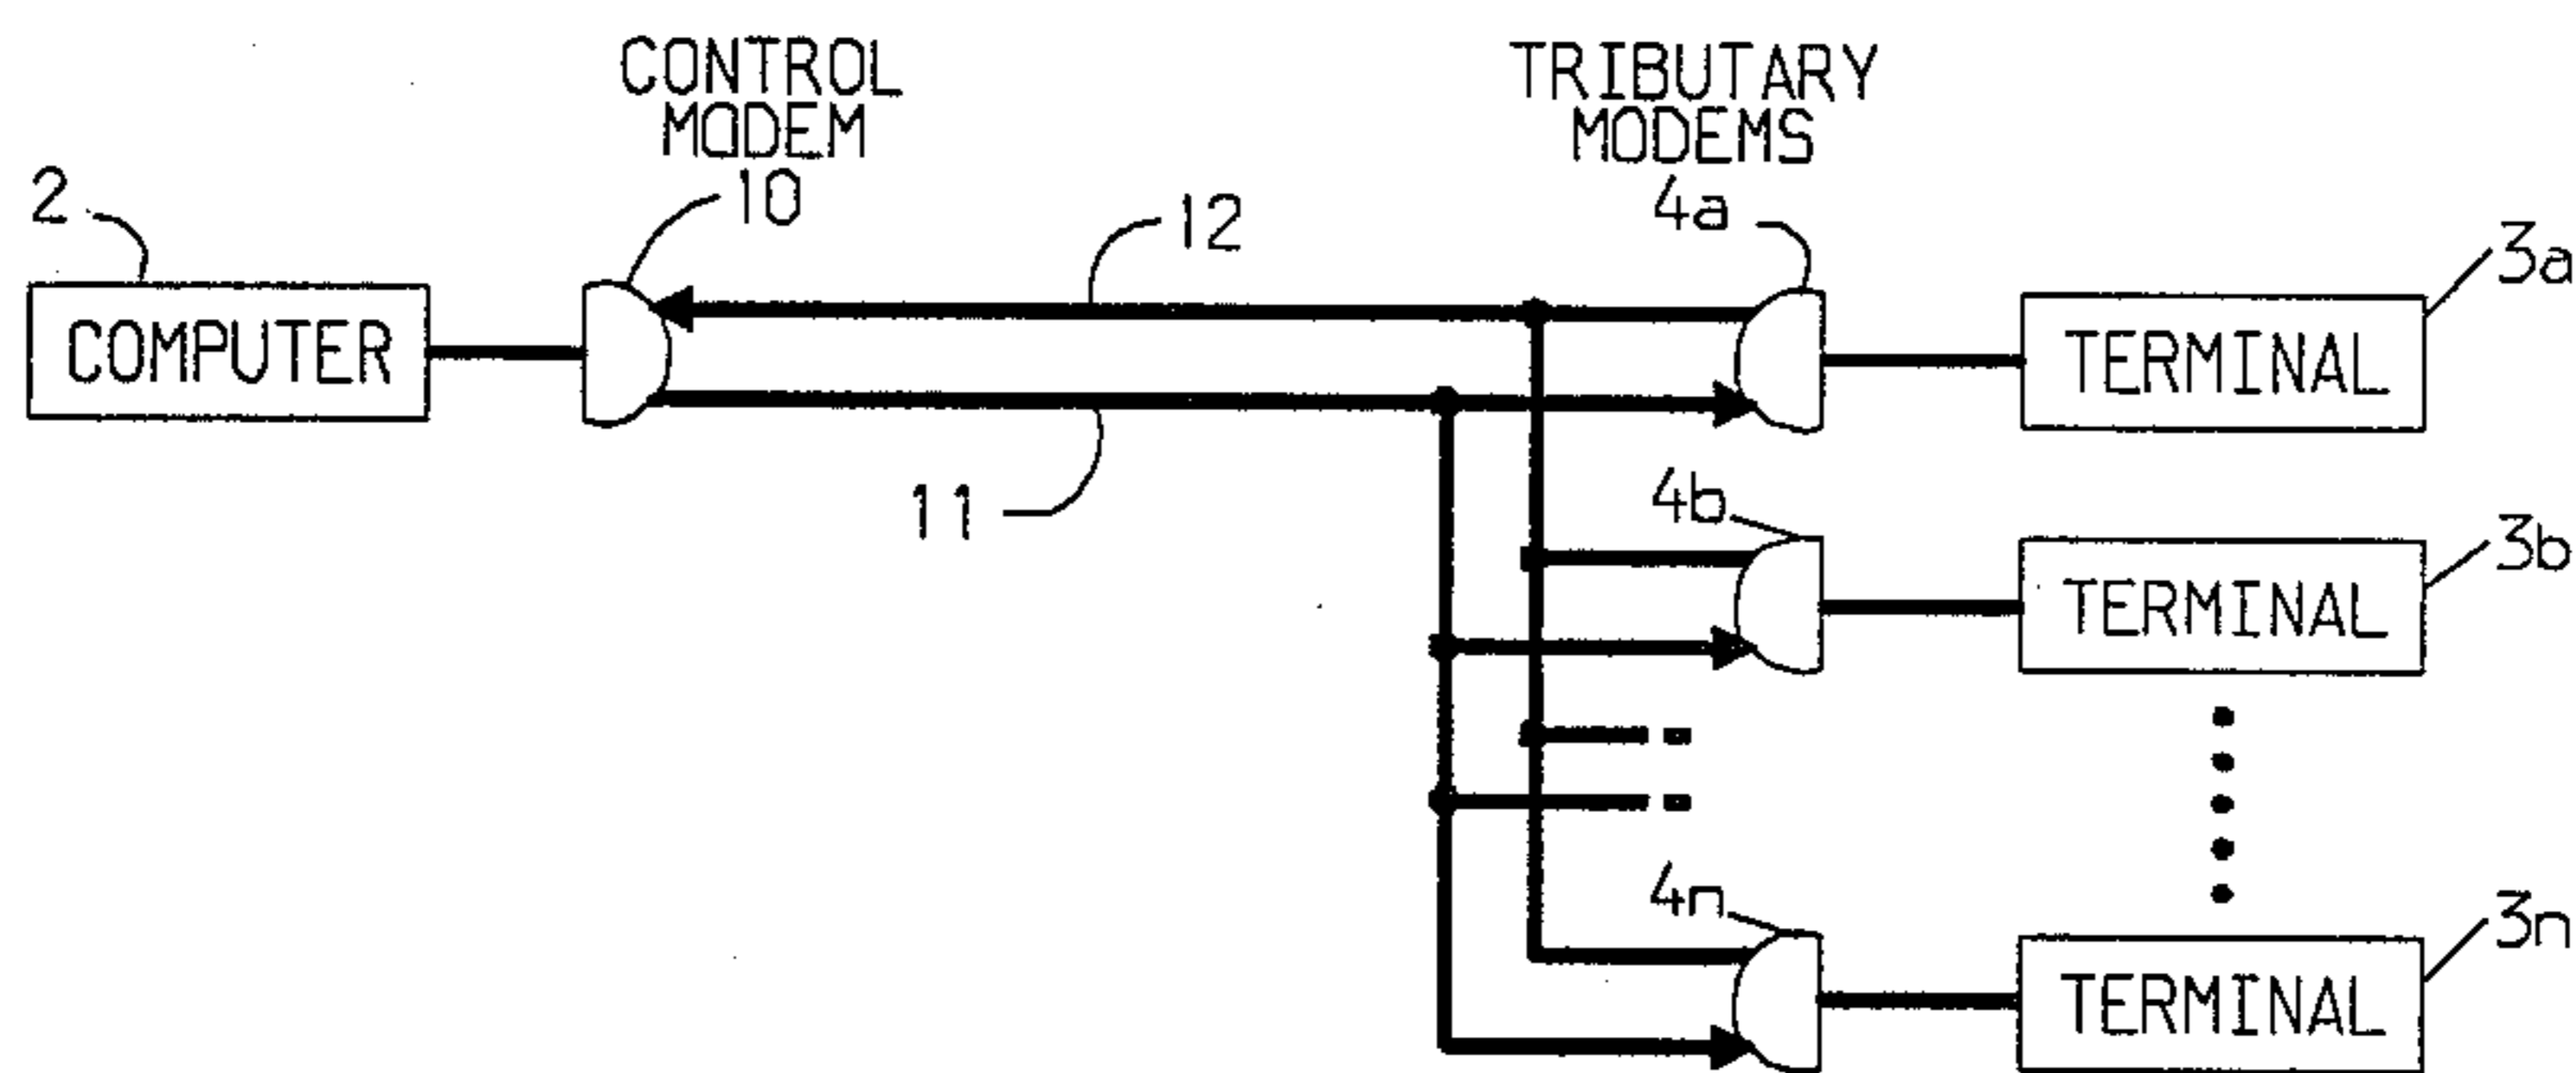 CONTROL
MODEM
10
TRIBUTARY
MODEMS
4a
2
12
3a
COMPUTER
TERMINAL
11
4b
3b
TERMINAL
4n
3n
TERMINAL